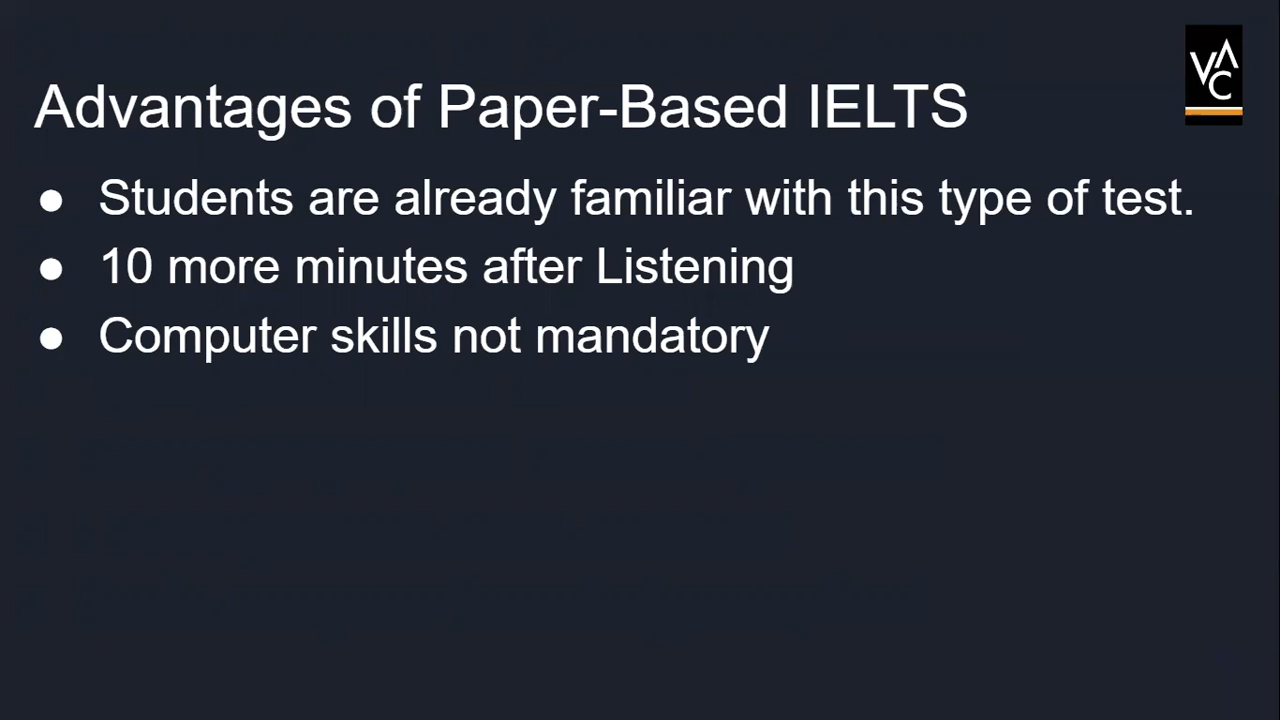 VAC
Advantages of Paper-Based IELTS
● Students are already familiar with this type of test.
● 10 more minutes after Listening
● Computer skills not mandatory